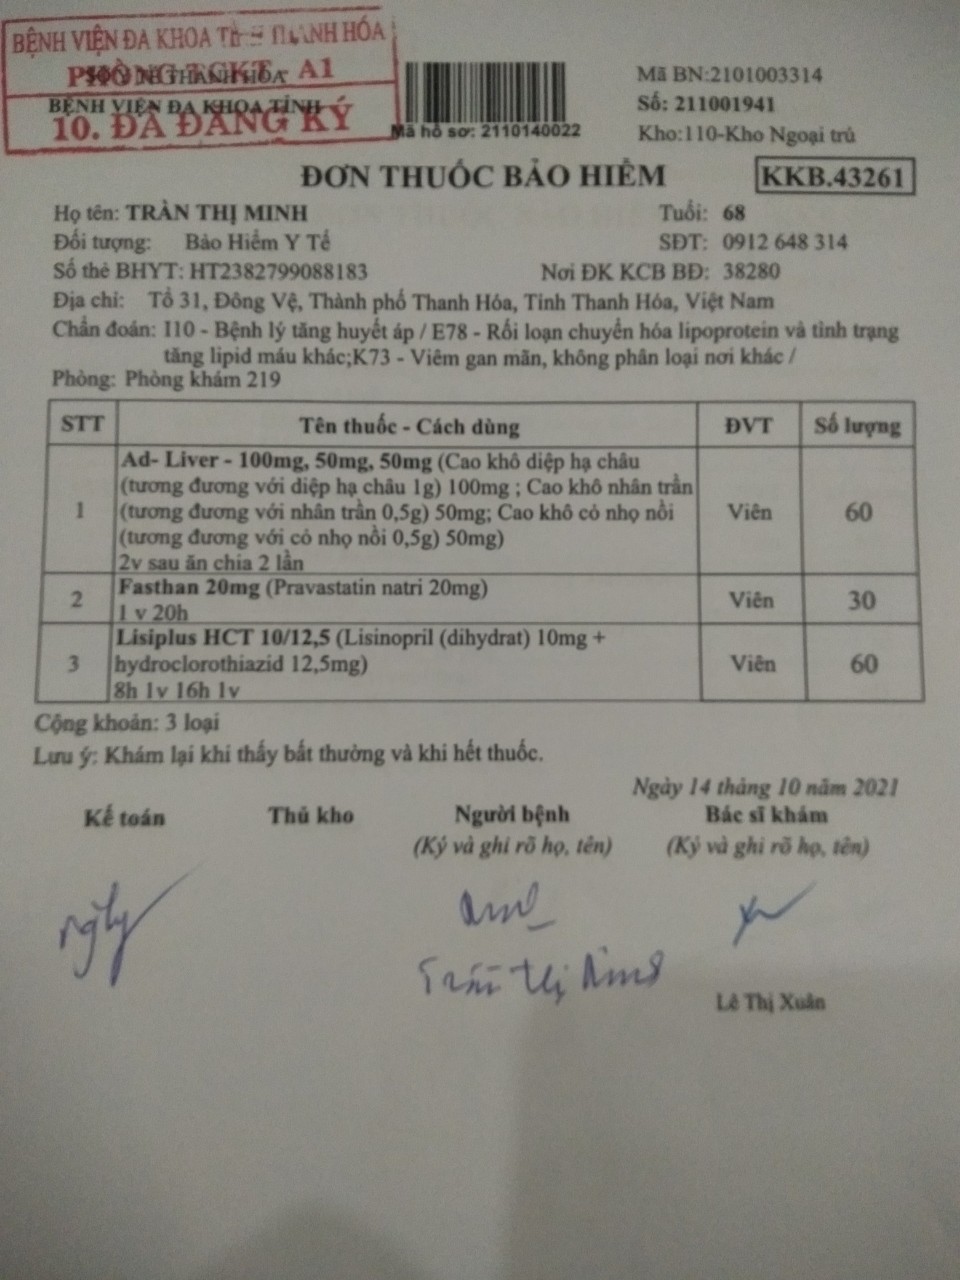 BỆNH VIỆN ĐA KHOA TỈNH THANH HÓA
PHÒNG TCKT - A1
SỞ Y TẾ THANH HÓA
BỆNH VIỆN ĐA KHOA TỈNH
10. ĐÃ ĐĂNG KÝ
Mã hồ sơ: 2110140022
Mã BN:2101003314
Số: 211001941
Kho:110-Kho Ngoại trú
ĐƠN THUỐC BẢO HIỂM
KKB.43261
Họ tên: TRẦN THỊ MINH
Tuổi: 68
Đối tượng: Bảo Hiểm Y Tế
SĐT: 0912 648 314
Số thẻ BHYT: HT2382799088183
Nơi ĐK KCB BĐ: 38280
Địa chỉ: Tổ 31, Đông Vệ, Thành phố Thanh Hóa, Tỉnh Thanh Hóa, Việt Nam
Chẩn đoán: I10 - Bệnh lý tăng huyết áp / E78 - Rối loạn chuyển hóa lipoprotein và tình trạng
tăng lipid máu khác;K73 - Viêm gan mãn, không phân loại nơi khác /
Phòng: Phòng khám 219
STT Tên thuốc - Cách dùng ĐVT Số lượng
Ad- Liver - 100mg, 50mg, 50mg (Cao khô diệp hạ châu
(tương đương với diệp hạ châu 1g) 100mg ; Cao khô nhân trần
1 (tương đương với nhân trần 0,5g) 50mg; Cao khô cỏ nhọ nồi Viên 60
(tương đương với cỏ nhọ nồi 0,5g) 50mg)
2v sau ăn chia 2 lần
2 Fasthan 20mg (Pravastatin natri 20mg) Viên 30
1 v 20h
Lisiplus HCT 10/12,5 (Lisinopril (dihydrat) 10mg +
3 hydroclorothiazid 12,5mg) Viên 60
8h 1v 16h 1v
Cộng khoản: 3 loại
Lưu ý: Khám lại khi thấy bất thường và khi hết thuốc.
Ngày 14 tháng 10 năm 2021
Kế toán Thủ kho Người bệnh Bác sĩ khám
(Ký và ghi rõ họ, tên) (Ký và ghi rõ họ, tên)
Trần Thị Minh
Lê Thị Xuân